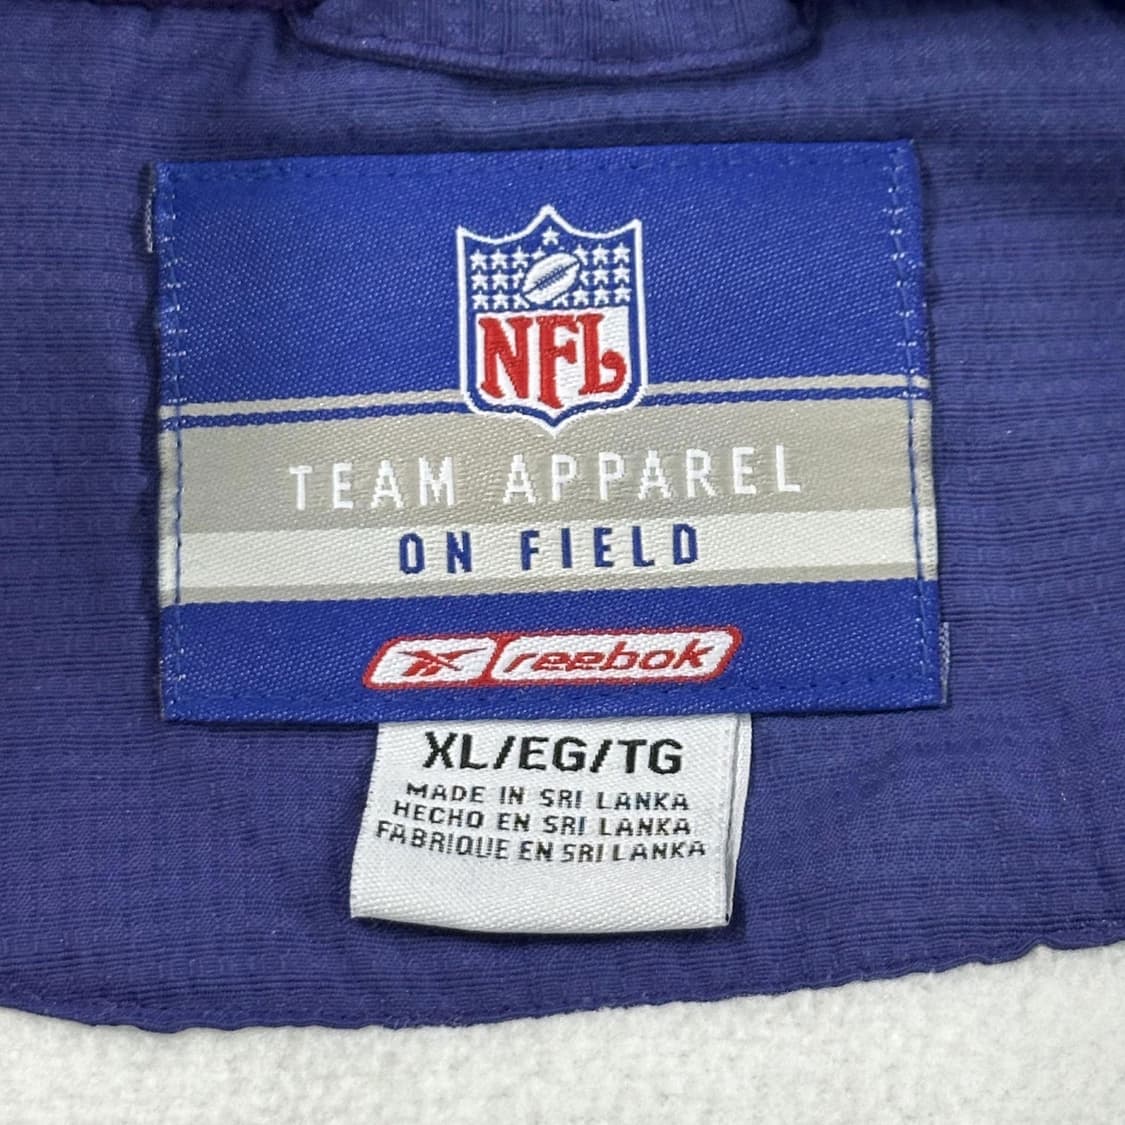 NFL
TEAM APPAREL
ON FIELD
reebok
XL/EG/TG
MADE IN SRI LANKA
HECHO EN SRI LANKA
FABRIQUE EN SRI LANKA